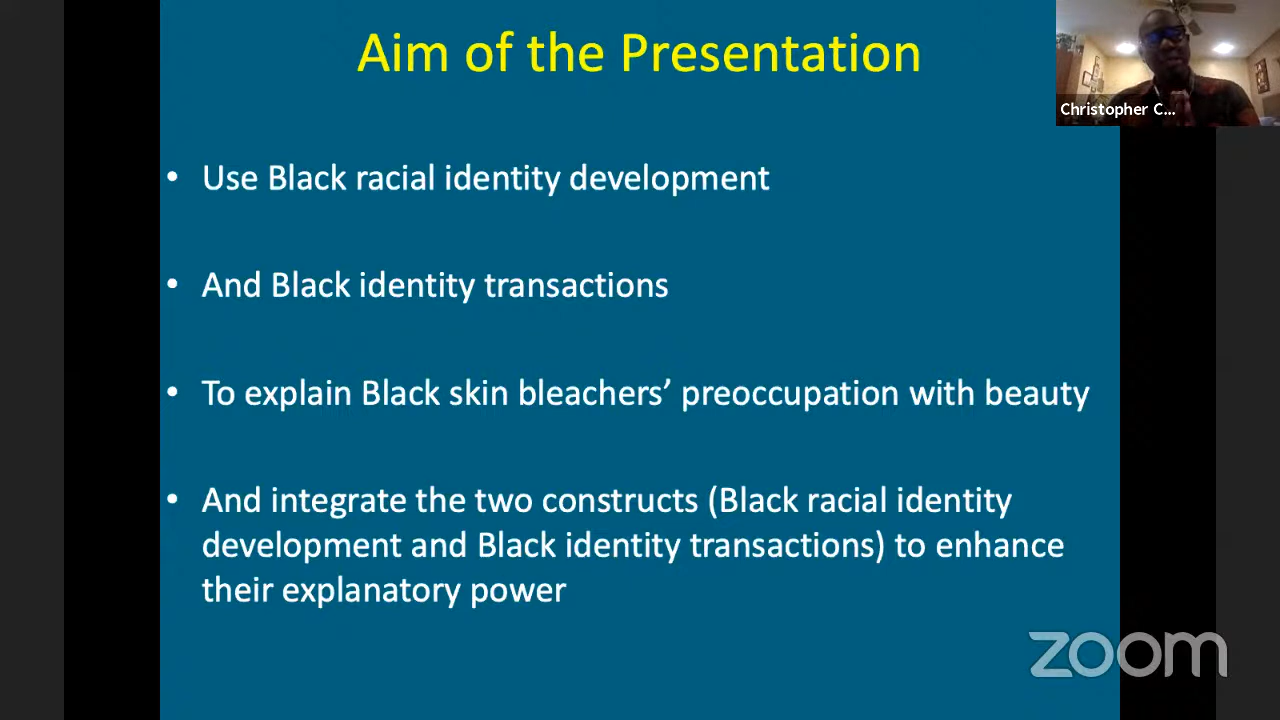 Aim of the Presentation
Christopher C...
• Use Black racial identity development
• And Black identity transactions
• To explain Black skin bleachers’ preoccupation with beauty
• And integrate the two constructs (Black racial identity
development and Black identity transactions) to enhance
their explanatory power
zoom